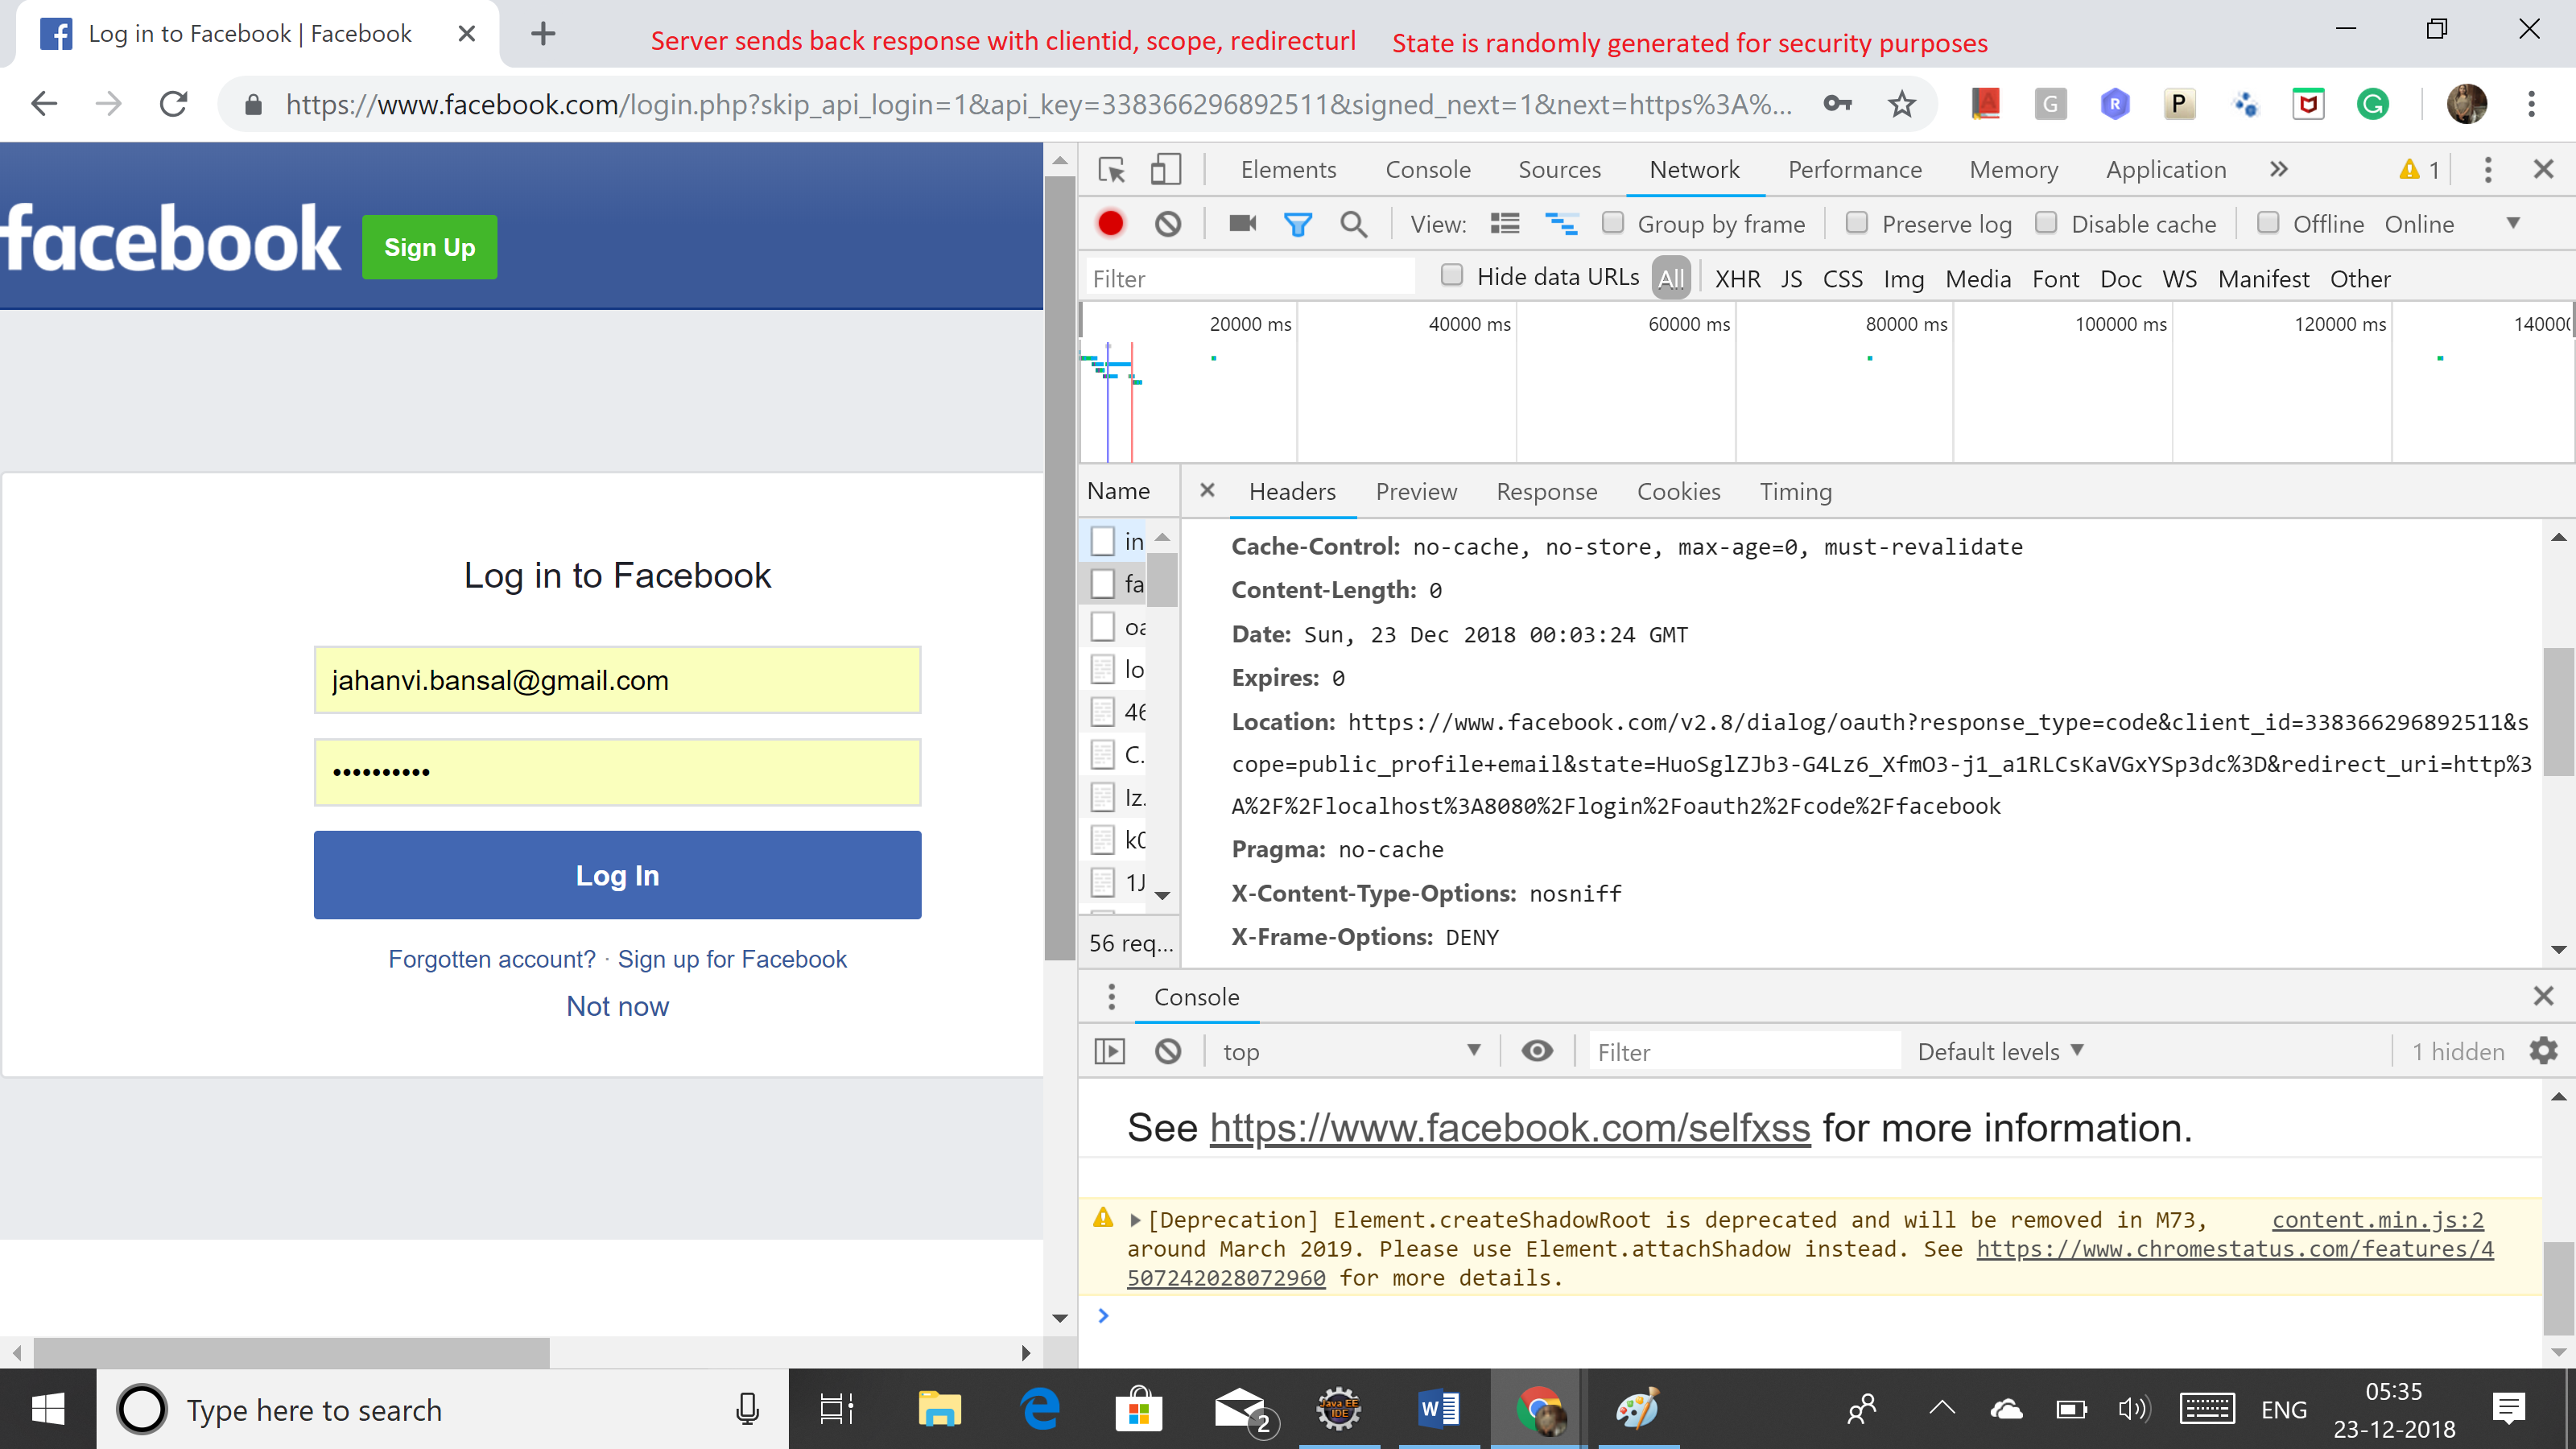 Log in to Facebook | Facebook
Server sends back response with clientid, scope, redirecturl
State is randomly generated for security purposes
https://www.facebook.com/login.php?skip_api_login=1&api_key=338366296892511&signed_next=1&next=https%3A%...
facebook
Sign Up
Log in to Facebook
jahanvi.bansal@gmail.com
••••••••••
Log In
Forgotten account? · Sign up for Facebook
Not now
Elements Console Sources Network Performance Memory Application » 1
View: Group by frame Preserve log Disable cache Offline Online
Filter Hide data URLs All XHR JS CSS Img Media Font Doc WS Manifest Other
20000 ms 40000 ms 60000 ms 80000 ms 100000 ms 120000 ms 14000
Name Headers Preview Response Cookies Timing
in
fa
oa
lo
46
C.
lz.
k0
1J
56 req...
Cache-Control: no-cache, no-store, max-age=0, must-revalidate
Content-Length: 0
Date: Sun, 23 Dec 2018 00:03:24 GMT
Expires: 0
Location: https://www.facebook.com/v2.8/dialog/oauth?response_type=code&client_id=338366296892511&s
cope=public_profile+email&state=HuoSglZJb3-G4Lz6_XfmO3-j1_a1RLCsKaVGxYSp3dc%3D&redirect_uri=http%3
A%2F%2Flocalhost%3A8080%2Flogin%2Foauth2%2Fcode%2Ffacebook
Pragma: no-cache
X-Content-Type-Options: nosniff
X-Frame-Options: DENY
Console
top Filter Default levels 1 hidden
See https://www.facebook.com/selfxss for more information.
[Deprecation] Element.createShadowRoot is deprecated and will be removed in M73, content.min.js:2
around March 2019. Please use Element.attachShadow instead. See https://www.chromestatus.com/features/4
507242028072960 for more details.
Type here to search
2
Java EE
IDE
ENG
05:35
23-12-2018